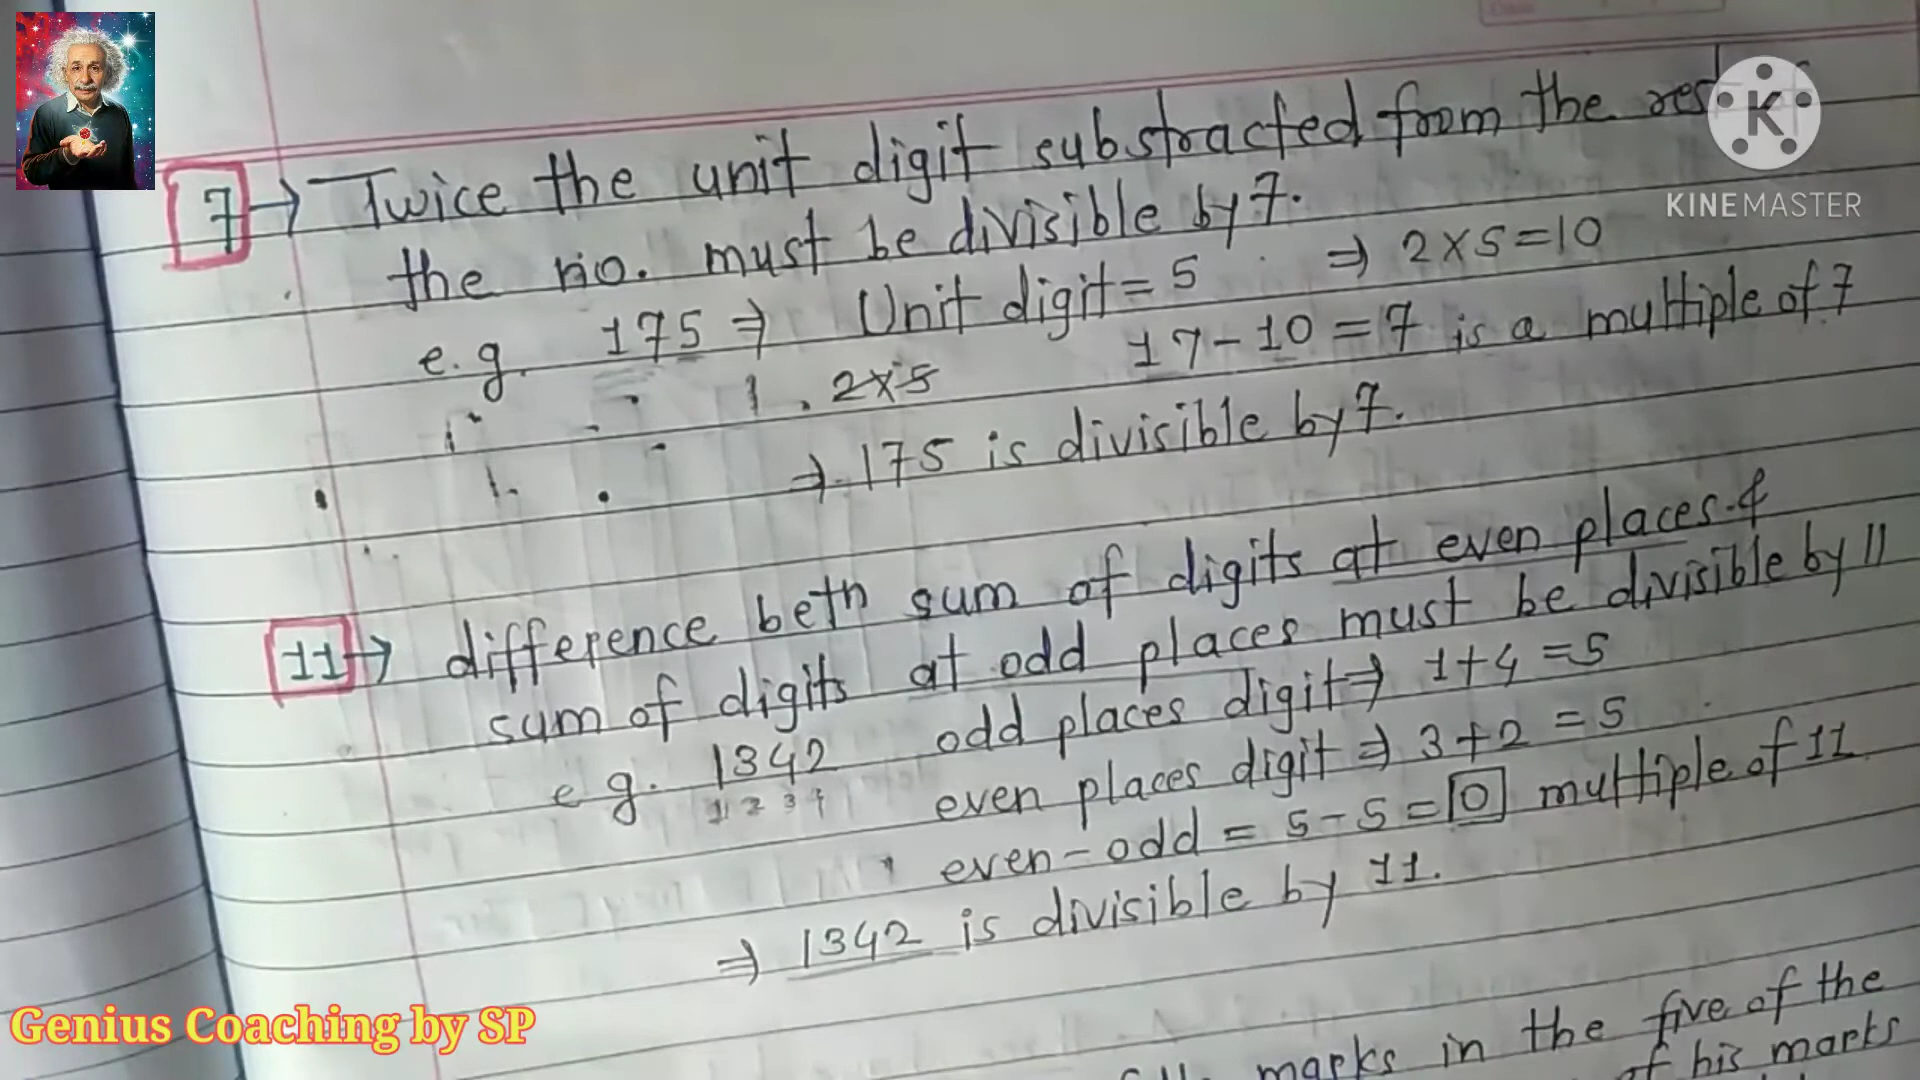 7 → Twice the unit digit substracted from the
the no. must be divisible by 7.
e.g. 175 ⇒ Unit digit = 5 ⇒ 2×5=10
2×5 17-10=7 is a multiple of 7
⇒ 175 is divisible by 7.
11 → difference betn sum of digits at even places &
sum of digits at odd places must be divisible by 11
e g. 1342 odd places digit ⇒ 1+4=5
1 2 3 4 even places digit ⇒ 3+2=5
even-odd = 5-5=0 multiple of 11
⇒ 1342 is divisible by 11.
marks in the five of the
of his marks
K
KINEMASTER
Genius Coaching by SP